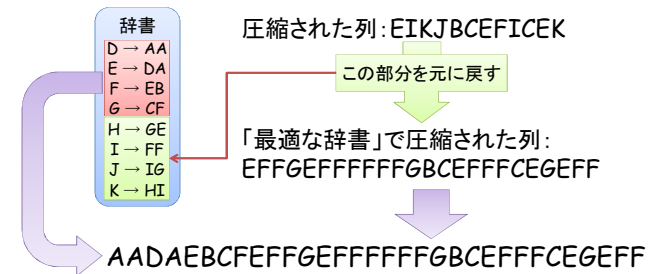 辞書
D → AA
E → DA
F → EB
G → CF
H → GE
I → FF
J → IG
K → HI
圧縮された列:EIKJBCEFICEK
この部分を元に戻す
「最適な辞書」で圧縮された列:
EFFGEFFFFFFGBCEFFFCEGEFF
AADAEBCFEFFGEFFFFFFGBCEFFFCEGEFF